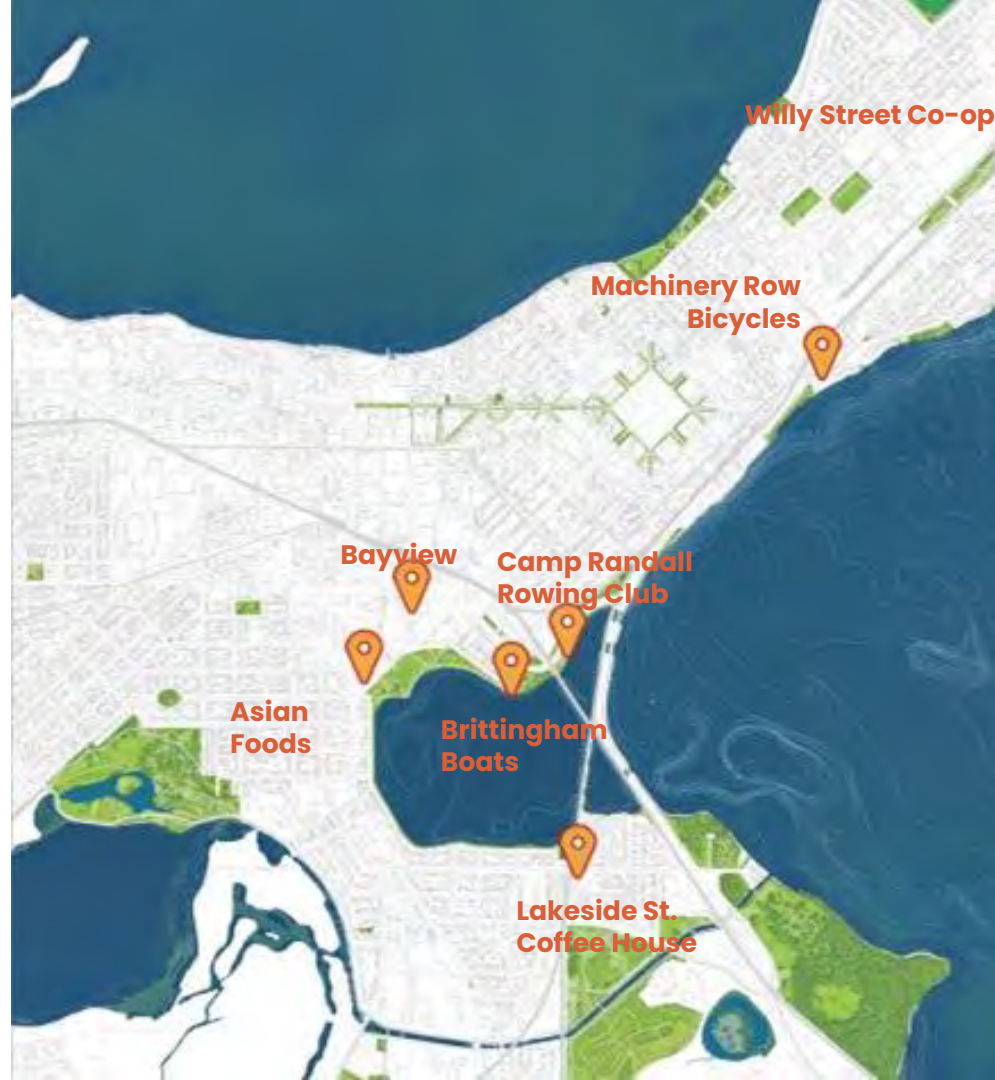 Willy Street Co-op
Machinery Row
Bicycles
Bayview
Camp Randall
Rowing Club
Asian
Foods
Brittingham
Boats
Lakeside St.
Coffee House